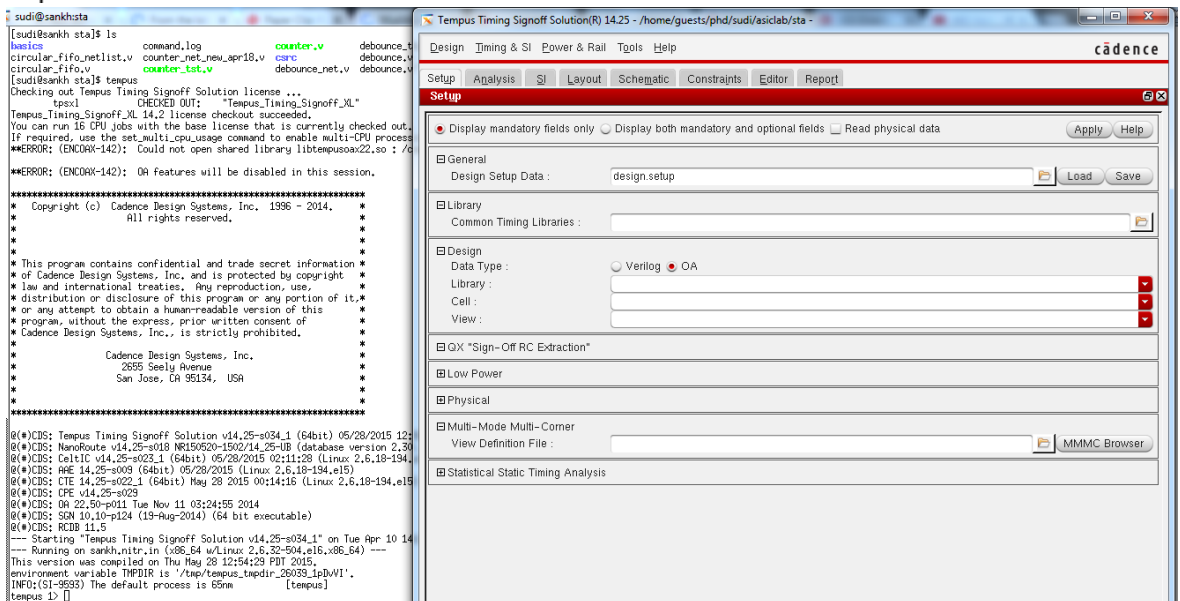 sudi@sankh:sta
[sudi@sankh sta]$ ls
basics command.log counter.v debounce_t
circular_fifo_netlist.v counter_net_new_apr18.v csrc debounce.v
circular_fifo.v counter_tst.v debounce_net.v debounce.v
[sudi@sankh sta]$ tempus
Checking out Tempus Timing Signoff Solution license ...
tpsxl CHECKED OUT: "Tempus_Timing_Signoff_XL"
Tempus_Timing_Signoff_XL 14.2 license checkout succeeded.
You can run 16 CPU jobs with the base license that is currently checked out.
If required, use the set_multi_cpu_usage command to enable multi-CPU process
**ERROR: (ENCOAX-142): Could not open shared library libtempusoax22.so : /c
**ERROR: (ENCOAX-142): OA features will be disabled in this session.
***********************************************************************
* Copyright (c) Cadence Design Systems, Inc. 1996 - 2014. *
* All rights reserved. *
* *
* *
* *
* This program contains confidential and trade secret information *
* of Cadence Design Systems, Inc. and is protected by copyright *
* law and international treaties. Any reproduction, use, *
* distribution or disclosure of this program or any portion of it,*
* or any attempt to obtain a human-readable version of this *
* program, without the express, prior written consent of *
* Cadence Design Systems, Inc., is strictly prohibited. *
* *
* Cadence Design Systems, Inc. *
* 2655 Seely Avenue *
* San Jose, CA 95134, USA *
* *
* *
***********************************************************************
@(#)CDS: Tempus Timing Signoff Solution v14.25-s034_1 (64bit) 05/28/2015 12:
@(#)CDS: NanoRoute v14.25-s018 NR150520-1502/14_25-UB (database version 2.30
@(#)CDS: CeltIC v14.25-s023_1 (64bit) 05/28/2015 02:11:28 (Linux 2.6.18-194.
@(#)CDS: AAE 14.25-s009 (64bit) 05/28/2015 (Linux 2.6.18-194.el5)
@(#)CDS: CTE 14.25-s022_1 (64bit) May 28 2015 00:14:16 (Linux 2.6.18-194.el5
@(#)CDS: CPE v14.25-s029
@(#)CDS: OA 22.50-p011 Tue Nov 11 03:24:55 2014
@(#)CDS: SGN 10.10-p124 (19-Aug-2014) (64 bit executable)
@(#)CDS: RCDB 11.5
--- Starting "Tempus Timing Signoff Solution v14.25-s034_1" on Tue Apr 10 14
--- Running on sankh.nitr.in (x86_64 w/Linux 2.6.32-504.el6.x86_64) ---
This version was compiled on Thu May 28 12:54:29 PDT 2015.
environment variable TMPDIR is '/tmp/tempus_tmpdir_26039_1pDwVI'.
INFO:(SI-9593) The default process is 65nm [tempus]
tempus 1>
Tempus Timing Signoff Solution(R) 14.25 - /home/guests/phd/sudi/asiclab/sta -
Design Timing & SI Power & Rail Tools Help cādence
Setup Analysis SI Layout Schematic Constraints Editor Report
Setup
Display mandatory fields only Display both mandatory and optional fields Read physical data Apply Help
General
Design Setup Data : design.setup Load Save
Library
Common Timing Libraries :
Design
Data Type : Verilog OA
Library :
Cell :
View :
QX "Sign-Off RC Extraction"
Low Power
Physical
Multi-Mode Multi-Corner
View Definition File : MMMC Browser
Statistical Static Timing Analysis